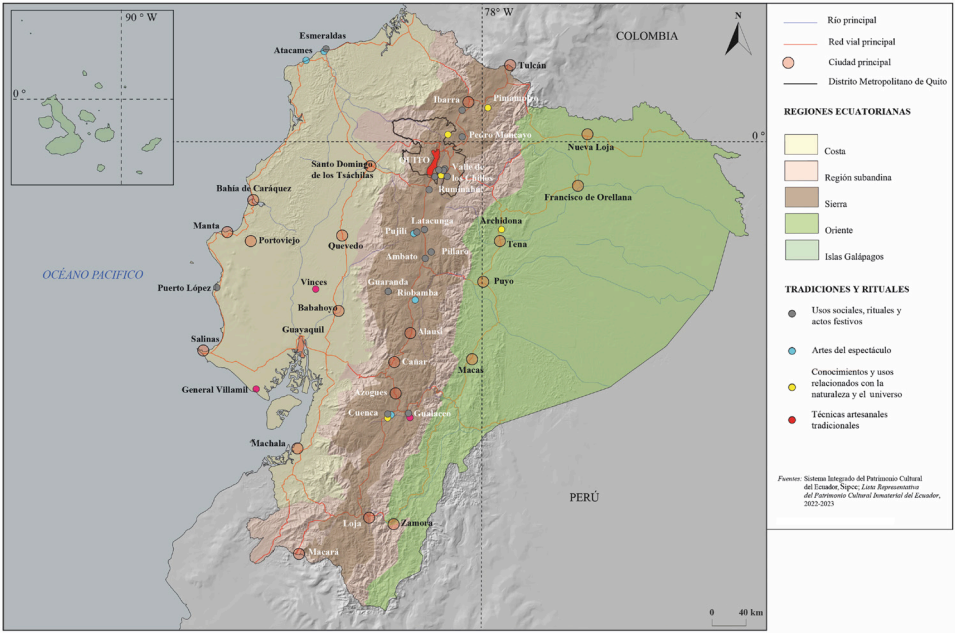 90 ° W
0 °
78° W
N
COLOMBIA
Esmeraldas
Atacames
Tulcán
Ibarra
Pimampiro
Pedro Moncayo
0 °
Nueva Loja
QUITO
Santo Domingo
de los Tsáchilas
Valle de
los Chillos
Rumiñahui
Francisco de Orellana
Bahía de Caráquez
Manta
Portoviejo
Quevedo
Latacunga
Pujilí
Archidona
Tena
Ambato
Píllaro
OCÉANO PACIFICO
Puerto López
Vinces
Guaranda
Riobamba
Puyo
Babahoyo
Guayaquil
Alausí
Salinas
Cañar
Macas
General Villamil
Azogues
Cuenca
Gualaceo
Machala
PERÚ
Loja
Zamora
Macará
0 40 km
Río principal
Red vial principal
Ciudad principal
Distrito Metropolitano de Quito
REGIONES ECUATORIANAS
Costa
Región subandina
Sierra
Oriente
Islas Galápagos
TRADICIONES Y RITUALES
Usos sociales, rituales y
actos festivos
Artes del espectáculo
Conocimientos y usos
relacionados con la
naturaleza y el universo
Técnicas artesanales
tradicionales
Fuentes: Sistema Integrado del Patrimonio Cultural
del Ecuador, Sipce; Lista Representativa
del Patrimonio Cultural Inmaterial del Ecuador,
2022-2023